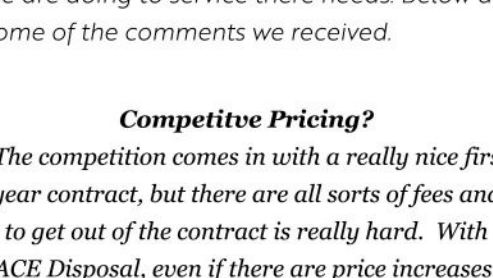 are doing to service there needs. Below a
ome of the comments we received.
Competitve Pricing?
The competition comes in with a really nice firs
year contract, but there are all sorts of fees and
to get out of the contract is really hard. With
ACE Disposal, even if there are price increases